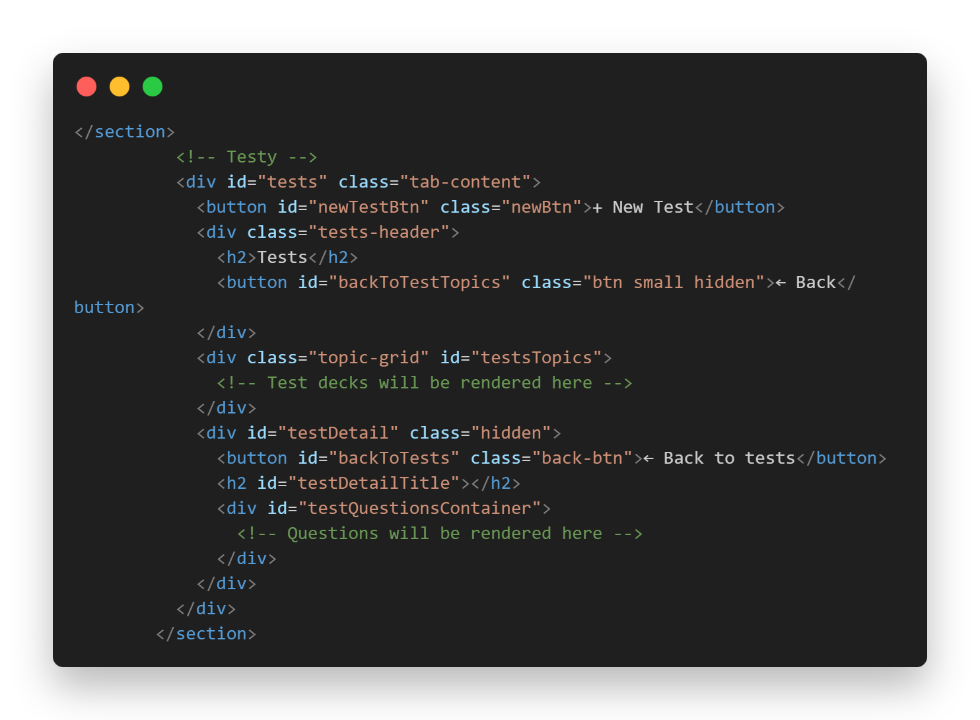 </section>
<!-- Testy -->
<div id="tests" class="tab-content">
<button id="newTestBtn" class="newBtn">+ New Test</button>
<div class="tests-header">
<h2>Tests</h2>
<button id="backToTestTopics" class="btn small hidden">← Back</
button>
</div>
<div class="topic-grid" id="testsTopics">
<!-- Test decks will be rendered here -->
</div>
<div id="testDetail" class="hidden">
<button id="backToTests" class="back-btn">← Back to tests</button>
<h2 id="testDetailTitle"></h2>
<div id="testQuestionsContainer">
<!-- Questions will be rendered here -->
</div>
</div>
</div>
</section>